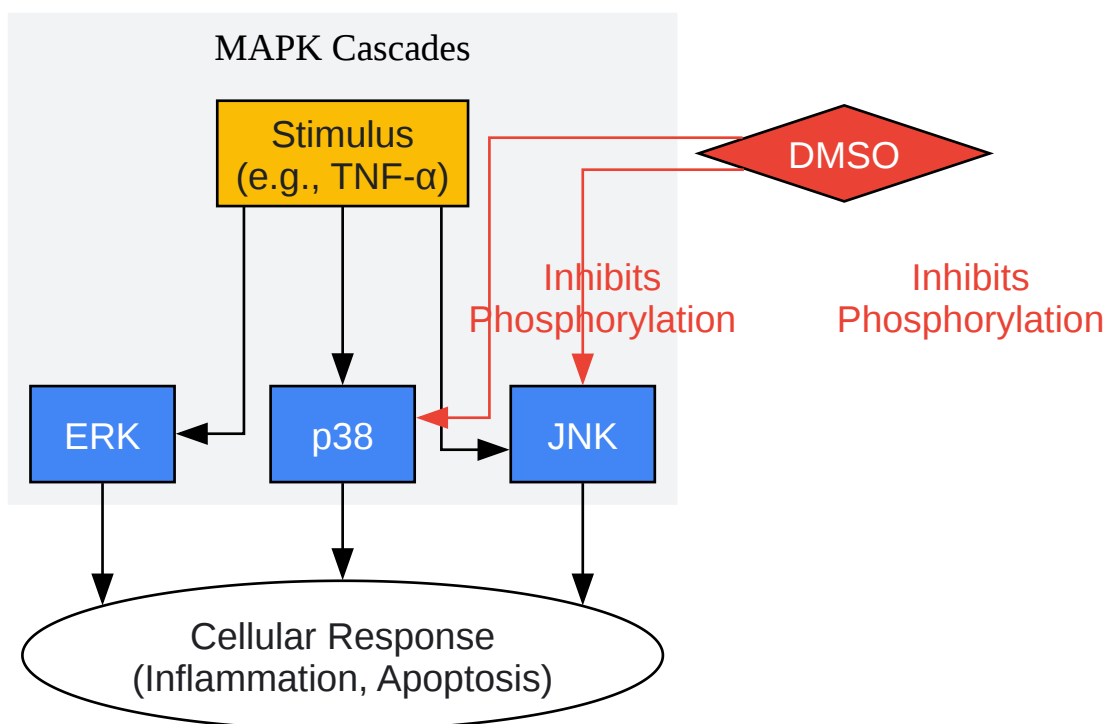 MAPK Cascades
Stimulus
(e.g., TNF-α)
DMSO
Inhibits
Phosphorylation
Inhibits
Phosphorylation
ERK
p38
JNK
Cellular Response
(Inflammation, Apoptosis)